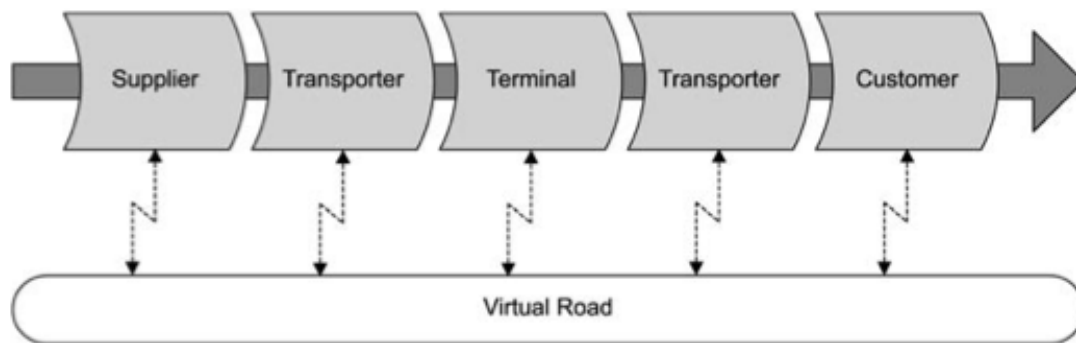 Supplier
Transporter
Terminal
Transporter
Customer
Virtual Road